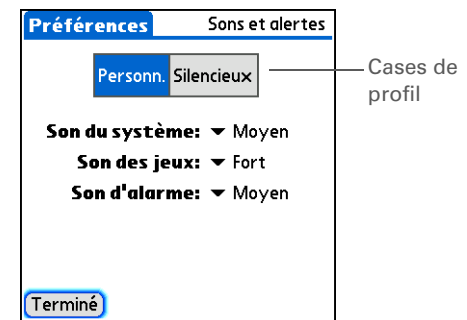 Préférences Sons et alertes
Personn. Silencieux
Cases de
profil
Son du système: Moyen
Son des jeux: Fort
Son d'alarme: Moyen
Terminé